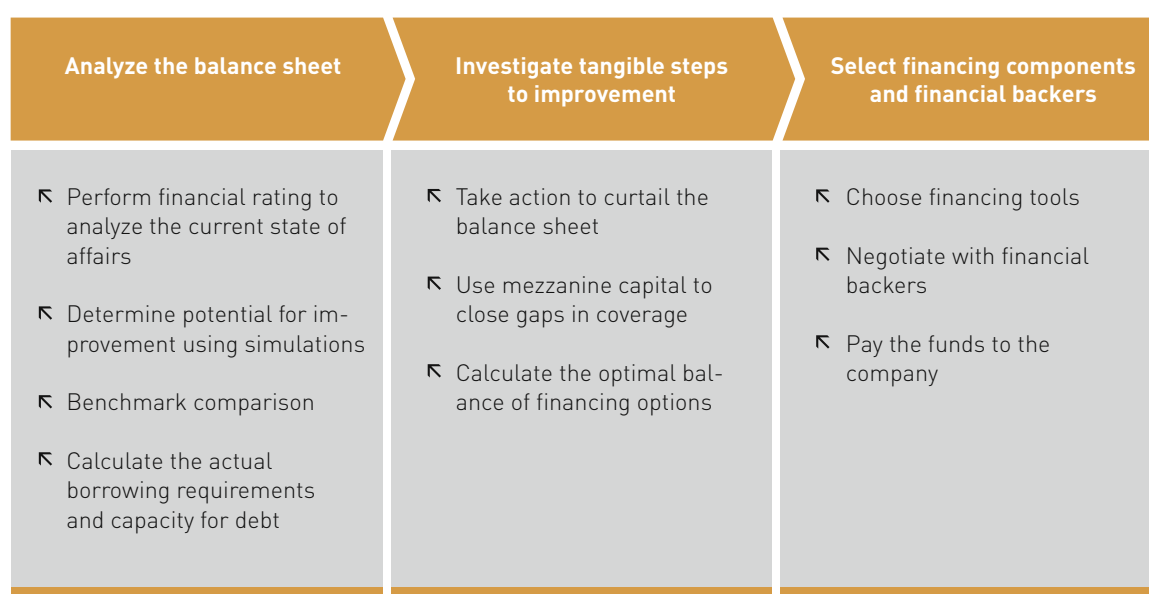 Analyze the balance sheet
Investigate tangible steps
to improvement
Select financing components
and financial backers
Perform financial rating to
analyze the current state of
affairs
Determine potential for im-
provement using simulations
Benchmark comparison
Calculate the actual
borrowing requirements
and capacity for debt
Take action to curtail the
balance sheet
Use mezzanine capital to
close gaps in coverage
Calculate the optimal bal-
ance of financing options
Choose financing tools
Negotiate with financial
backers
Pay the funds to the
company